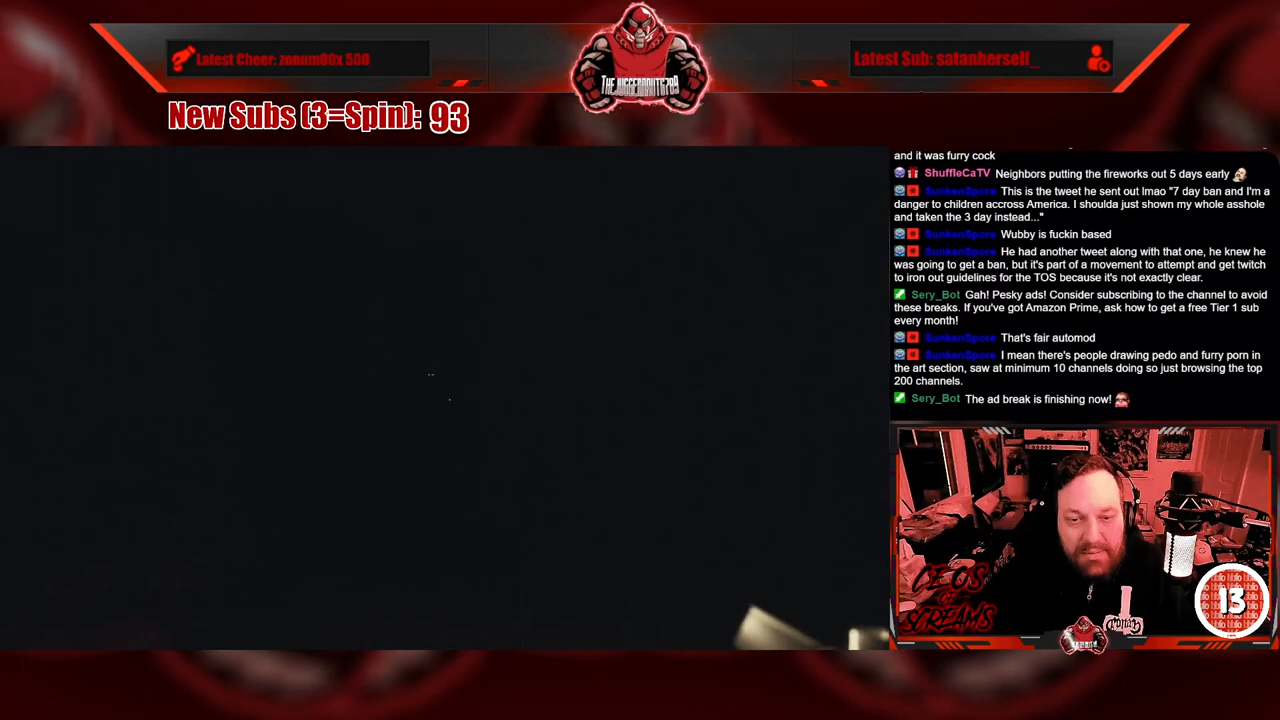 Latest Cheer: zonum00x 500
THEJUGGERNAUT6789
Latest Sub: satanherself_
New Subs (3=Spin): 93
and it was furry cock
ShuffleCaTV Neighbors putting the fireworks out 5 days early
SunkenSpore This is the tweet he sent out lmao "7 day ban and I'm a
danger to children accross America. I shoulda just shown my whole asshole
and taken the 3 day instead..."
SunkenSpore Wubby is fuckin based
SunkenSpore He had another tweet along with that one, he knew he
was going to get a ban, but it's part of a movement to attempt and get twitch
to iron out guidelines for the TOS because it's not exactly clear.
Sery_Bot Gah! Pesky ads! Consider subscribing to the channel to avoid
these breaks. If you've got Amazon Prime, ask how to get a free Tier 1 sub
every month!
SunkenSpore That's fair automod
SunkenSpore I mean there's people drawing pedo and furry porn in
the art section, saw at minimum 10 channels doing so just browsing the top
200 channels.
Sery_Bot The ad break is finishing now!
CEOS
OF
SCREAMS
13